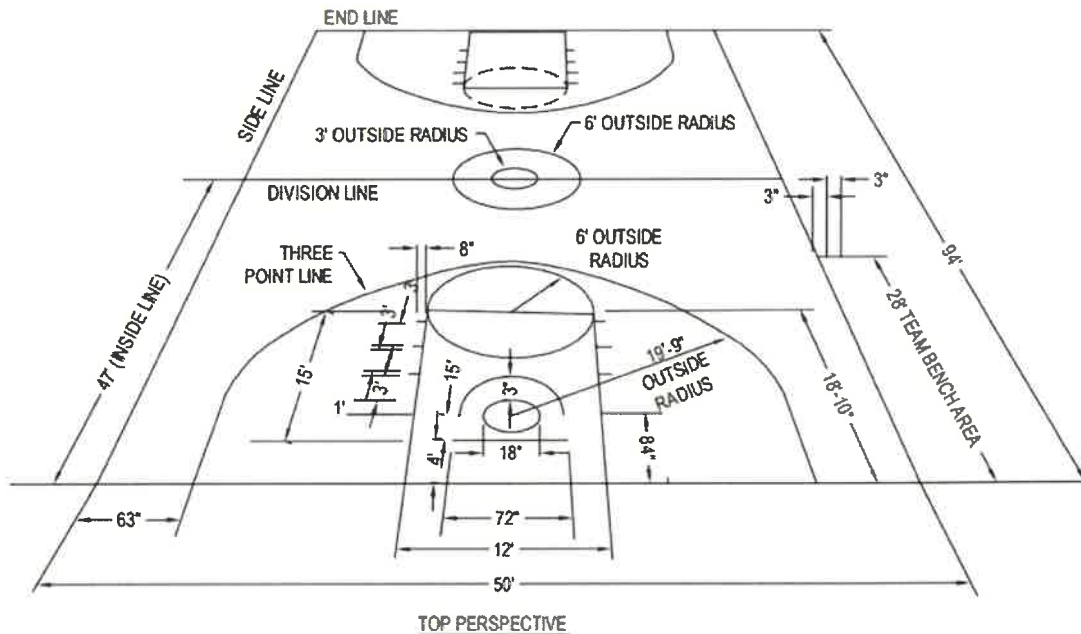 END LINE
SIDE LINE
3' OUTSIDE RADIUS
6' OUTSIDE RADIUS
DIVISION LINE
3"
3"
8"
6' OUTSIDE
RADIUS
THREE
POINT LINE
94'
47' (INSIDE LINE)
3'
3'
3'
15'
15'
1'
4'
3"
18"
19'-9"
OUTSIDE
RADIUS
84"
18'-10"
28' TEAM BENCH AREA
63"
72"
12'
50'
TOP PERSPECTIVE